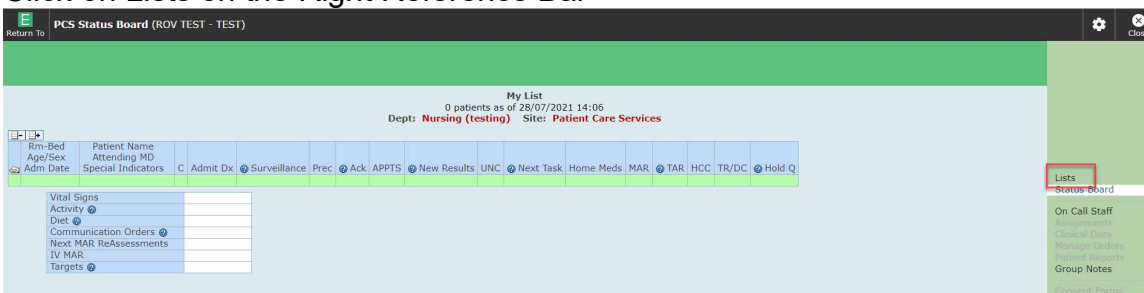 Click on Lists on the Right Reference Bar
E
Return To
PCS Status Board (ROV TEST - TEST)
Clos
My List
0 patients as of 28/07/2021 14:06
Dept: Nursing (testing) Site: Patient Care Services
Rm-Bed Patient Name
Age/Sex Attending MD
Adm Date Special Indicators C Admit Dx Surveillance Prec Ack APPTS New Results UNC Next Task Home Meds MAR TAR HCC TR/DC Hold Q
Vital Signs
Activity
Diet
Communication Orders
Next MAR ReAssessments
IV MAR
Targets
Lists
Status Board
On Call Staff
Assignments
Clinical Data
Manage Orders
Patient Reports
Group Notes
Consent Forms